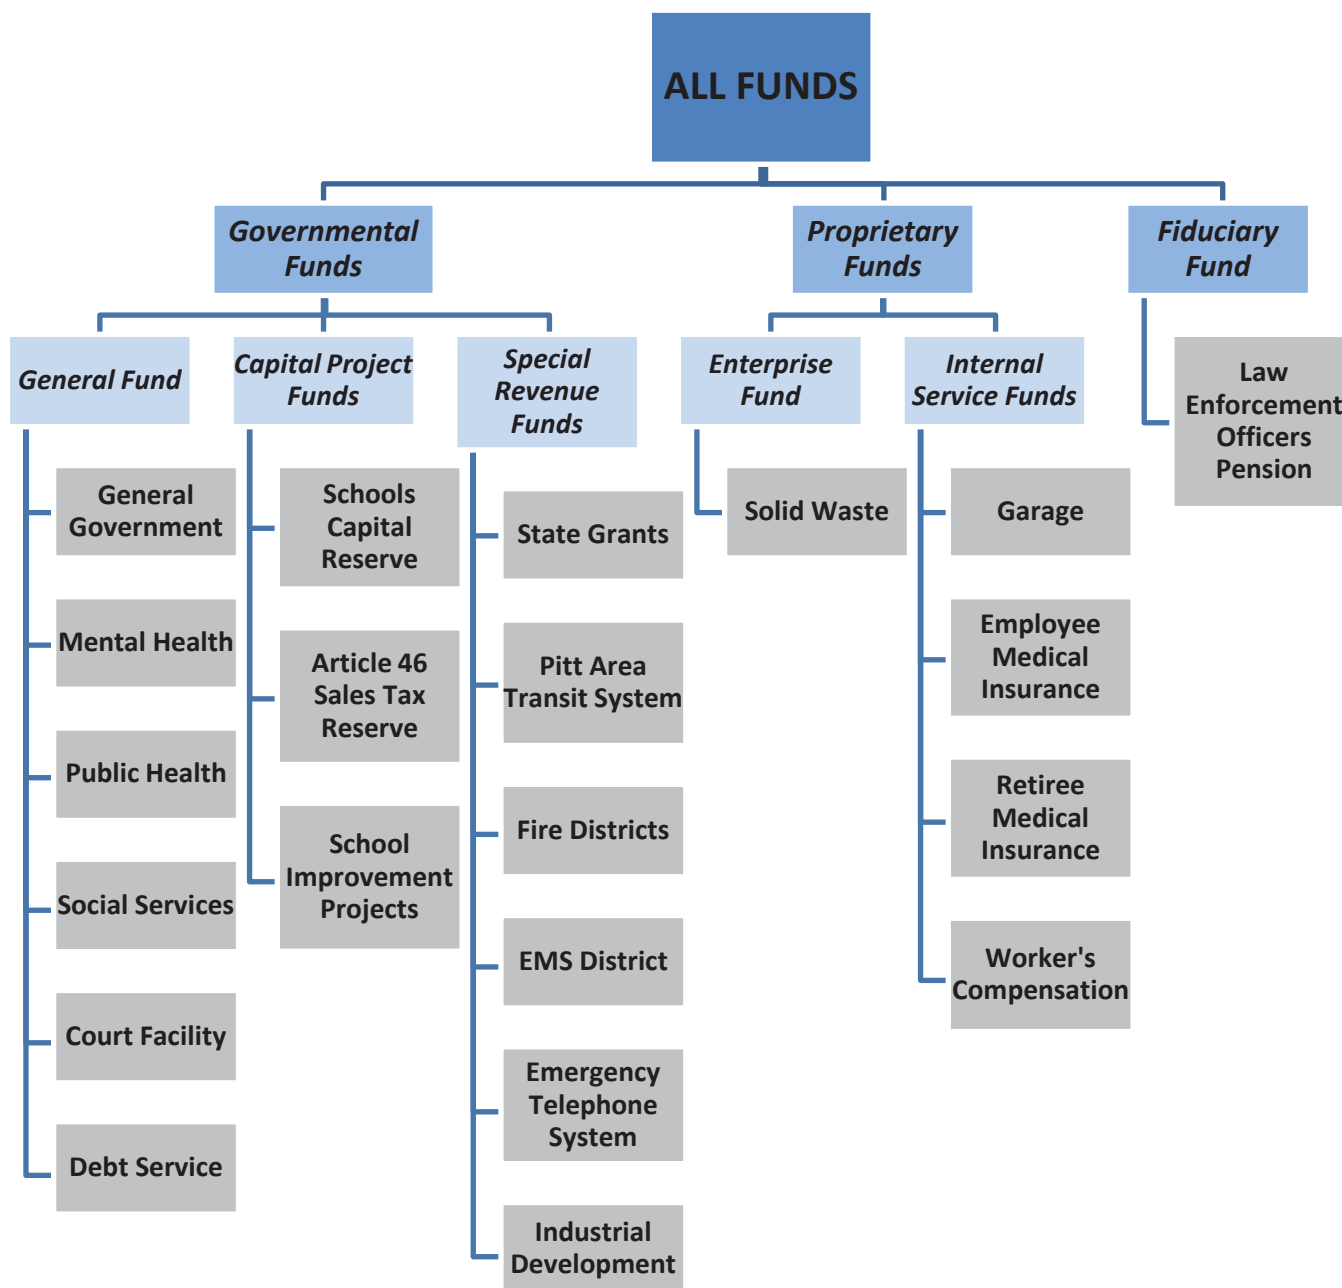 ALL FUNDS
Governmental
Funds
Proprietary
Funds
Fiduciary
Fund
General Fund
Capital Project
Funds
Special
Revenue
Funds
Enterprise
Fund
Internal
Service Funds
Law
Enforcement
Officers
Pension
General
Government
Mental Health
Public Health
Social Services
Court Facility
Debt Service
Schools
Capital
Reserve
Article 46
Sales Tax
Reserve
School
Improvement
Projects
State Grants
Pitt Area
Transit System
Fire Districts
EMS District
Emergency
Telephone
System
Industrial
Development
Solid Waste
Garage
Employee
Medical
Insurance
Retiree
Medical
Insurance
Worker's
Compensation